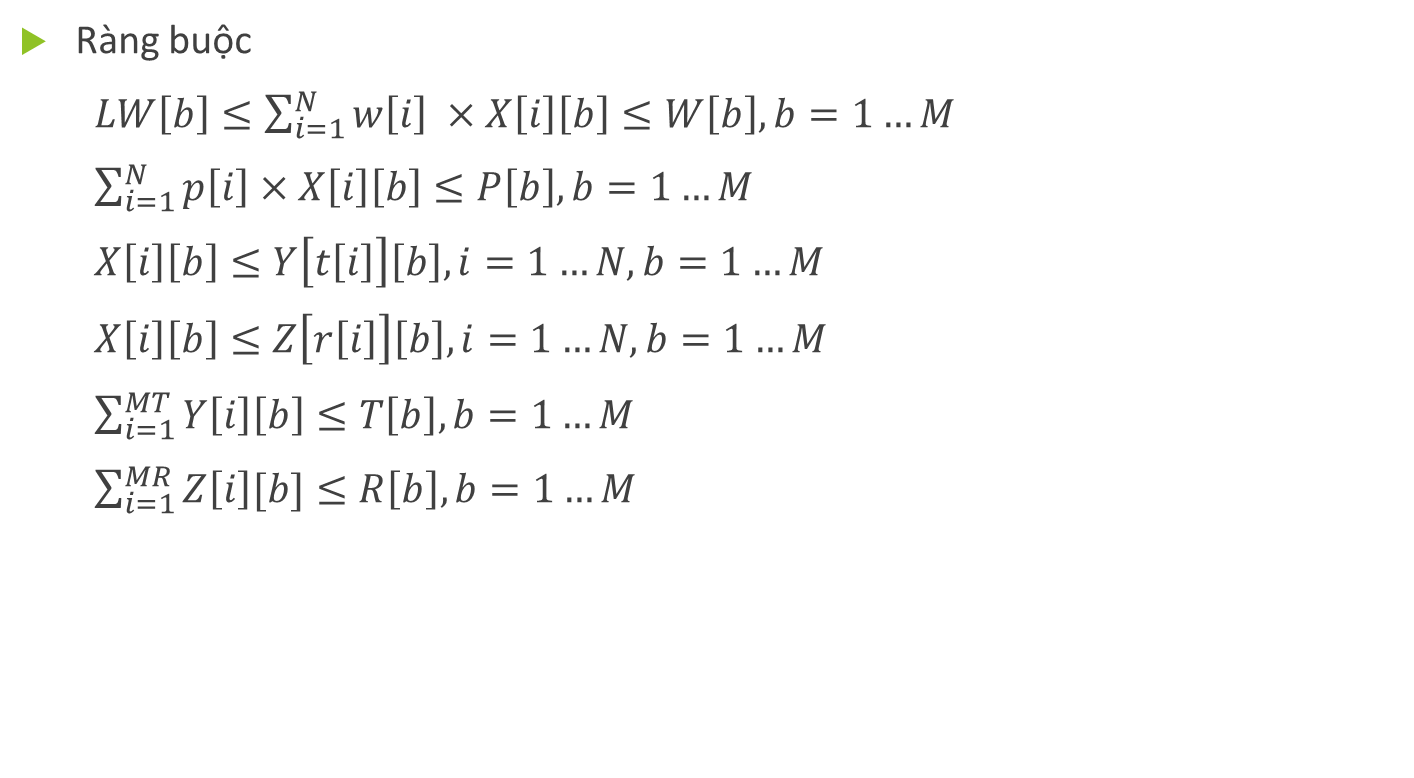 Ràng buộc
𝐿𝑊[𝑏] ≤ ∑_{𝑖=1}^{𝑁} 𝑤[𝑖] × 𝑋[𝑖][𝑏] ≤ 𝑊[𝑏], 𝑏 = 1 … 𝑀
∑_{𝑖=1}^{𝑁} 𝑝[𝑖] × 𝑋[𝑖][𝑏] ≤ 𝑃[𝑏], 𝑏 = 1 … 𝑀
𝑋[𝑖][𝑏] ≤ 𝑌[𝑡[𝑖]][𝑏], 𝑖 = 1 … 𝑁, 𝑏 = 1 … 𝑀
𝑋[𝑖][𝑏] ≤ 𝑍[𝑟[𝑖]][𝑏], 𝑖 = 1 … 𝑁, 𝑏 = 1 … 𝑀
∑_{𝑖=1}^{𝑀𝑇} 𝑌[𝑖][𝑏] ≤ 𝑇[𝑏], 𝑏 = 1 … 𝑀
∑_{𝑖=1}^{𝑀𝑅} 𝑍[𝑖][𝑏] ≤ 𝑅[𝑏], 𝑏 = 1 … 𝑀